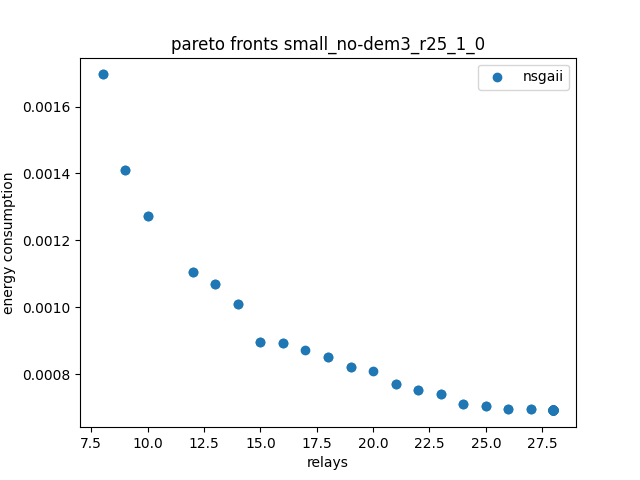 pareto fronts small_no-dem3_r25_1_0
nsgaii
0.0016
0.0014
0.0012
0.0010
0.0008
energy consumption
7.5 10.0 12.5 15.0 17.5 20.0 22.5 25.0 27.5
relays